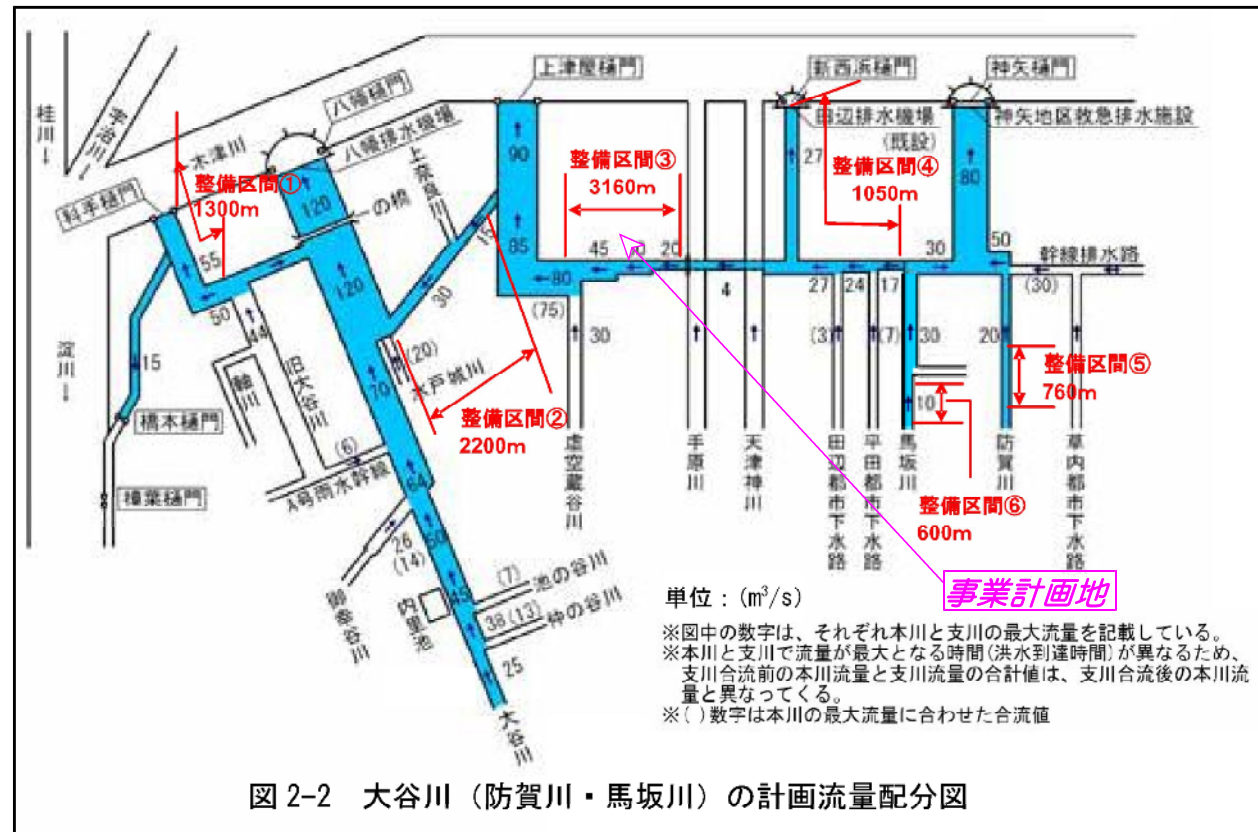 上津屋樋門
新西浜樋門
神矢樋門
八幡樋門
八幡排水機場
田辺排水機場
(既設)
神矢地区救急排水施設
桂川→
宇治川→
木津川
上奈良川
料手樋門
整備区間①
1300m
整備区間③
3160m
整備区間④
1050m
一の橋
90
27
80
120
15
85
55
45
20
30
50
幹線排水路
80
120
30
(75)
4
27
24
17
(30)
50
44
(20)
水戸城川
30
(3)
(7)
30
20
淀川→
15
軸川
旧大谷川
70
整備区間②
2200m
整備区間⑤
760m
10
橋本樋門
(6)
A号雨水幹線
虚空蔵谷川
手原川
天津神川
田辺都市下水路
平田都市下水路
馬坂川
防賀川
草内都市下水路
樟葉樋門
64
整備区間⑥
600m
26
(14)
60
(7)
池の谷川
御幸谷川
内里池
45
38(13)
仲の谷川
25
大谷川
単位：(m³/s)
事業計画地
※図中の数字は、それぞれ本川と支川の最大流量を記載している。
※本川と支川で流量が最大となる時間(洪水到達時間)が異なるため、
支川合流前の本川流量と支川流量の合計値は、支川合流後の本川流
量と異なってくる。
※( )数字は本川の最大流量に合わせた合流値
図 2-2 大谷川（防賀川・馬坂川）の計画流量配分図